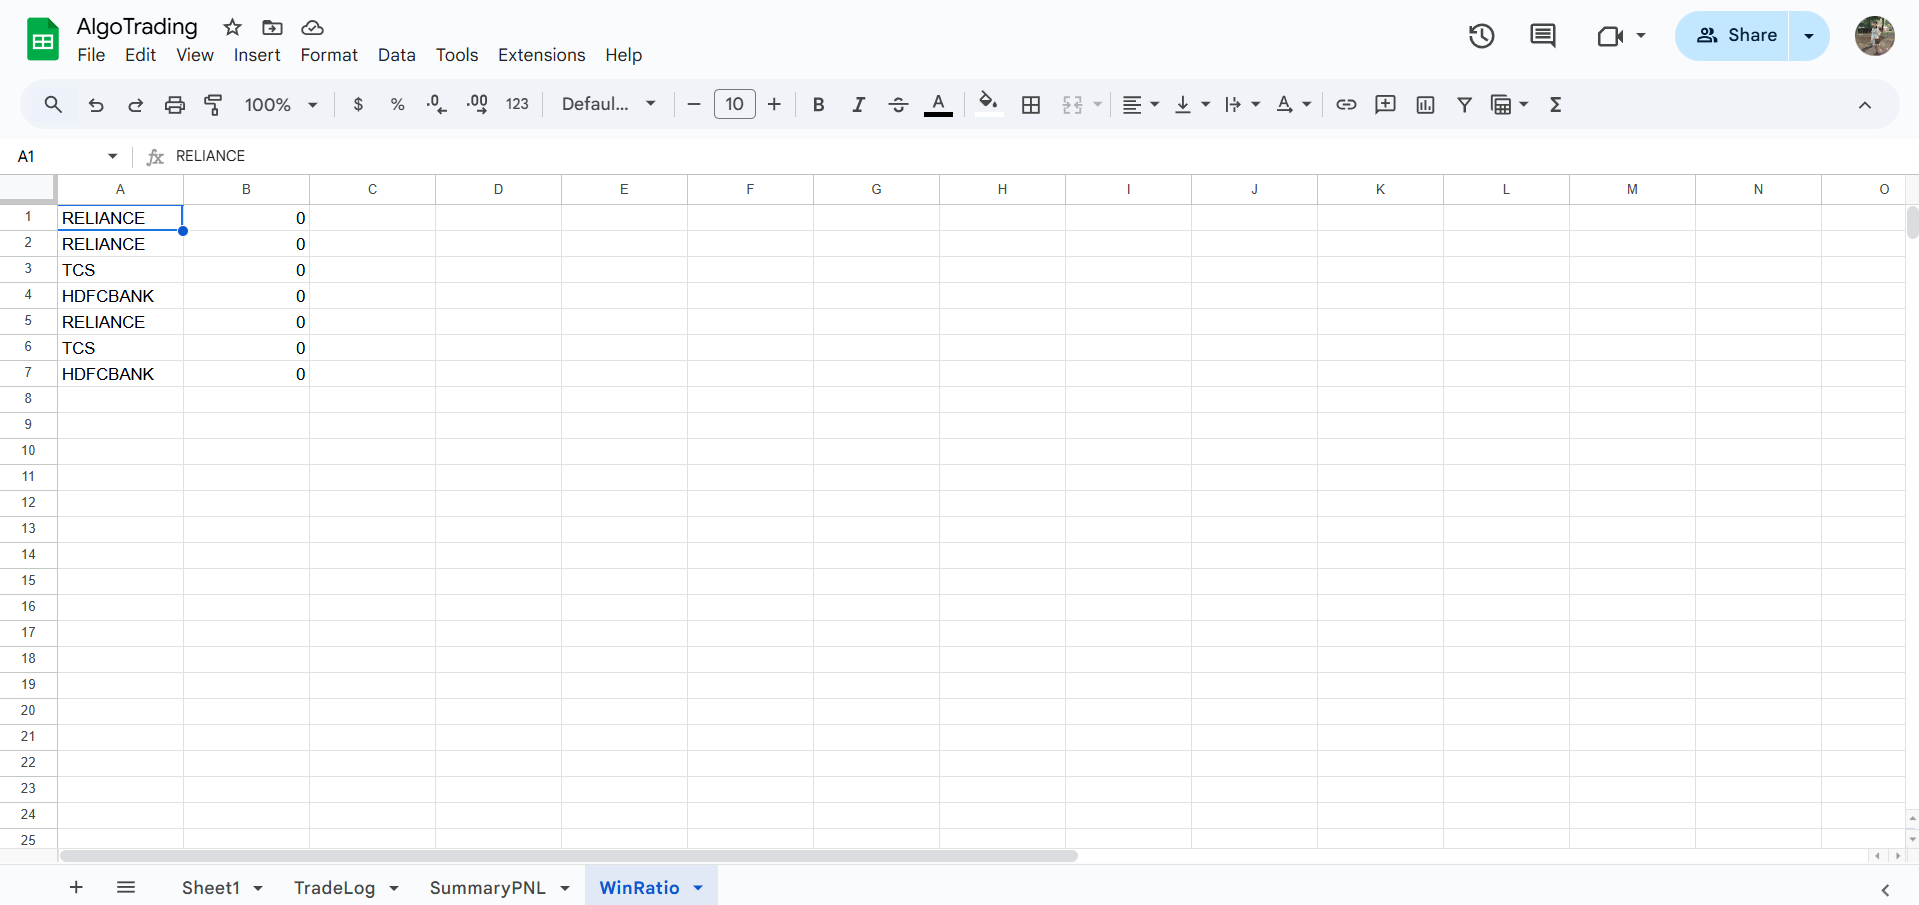 AlgoTrading
File Edit View Insert Format Data Tools Extensions Help
Share
100% $ % .0 .00 123 Defaul... 10 B I A A Σ
A1 fx RELIANCE
A B C D E F G H I J K L M N O
1 RELIANCE 0
2 RELIANCE 0
3 TCS 0
4 HDFCBANK 0
5 RELIANCE 0
6 TCS 0
7 HDFCBANK 0
8
9
10
11
12
13
14
15
16
17
18
19
20
21
22
23
24
25
Sheet1 TradeLog SummaryPNL WinRatio